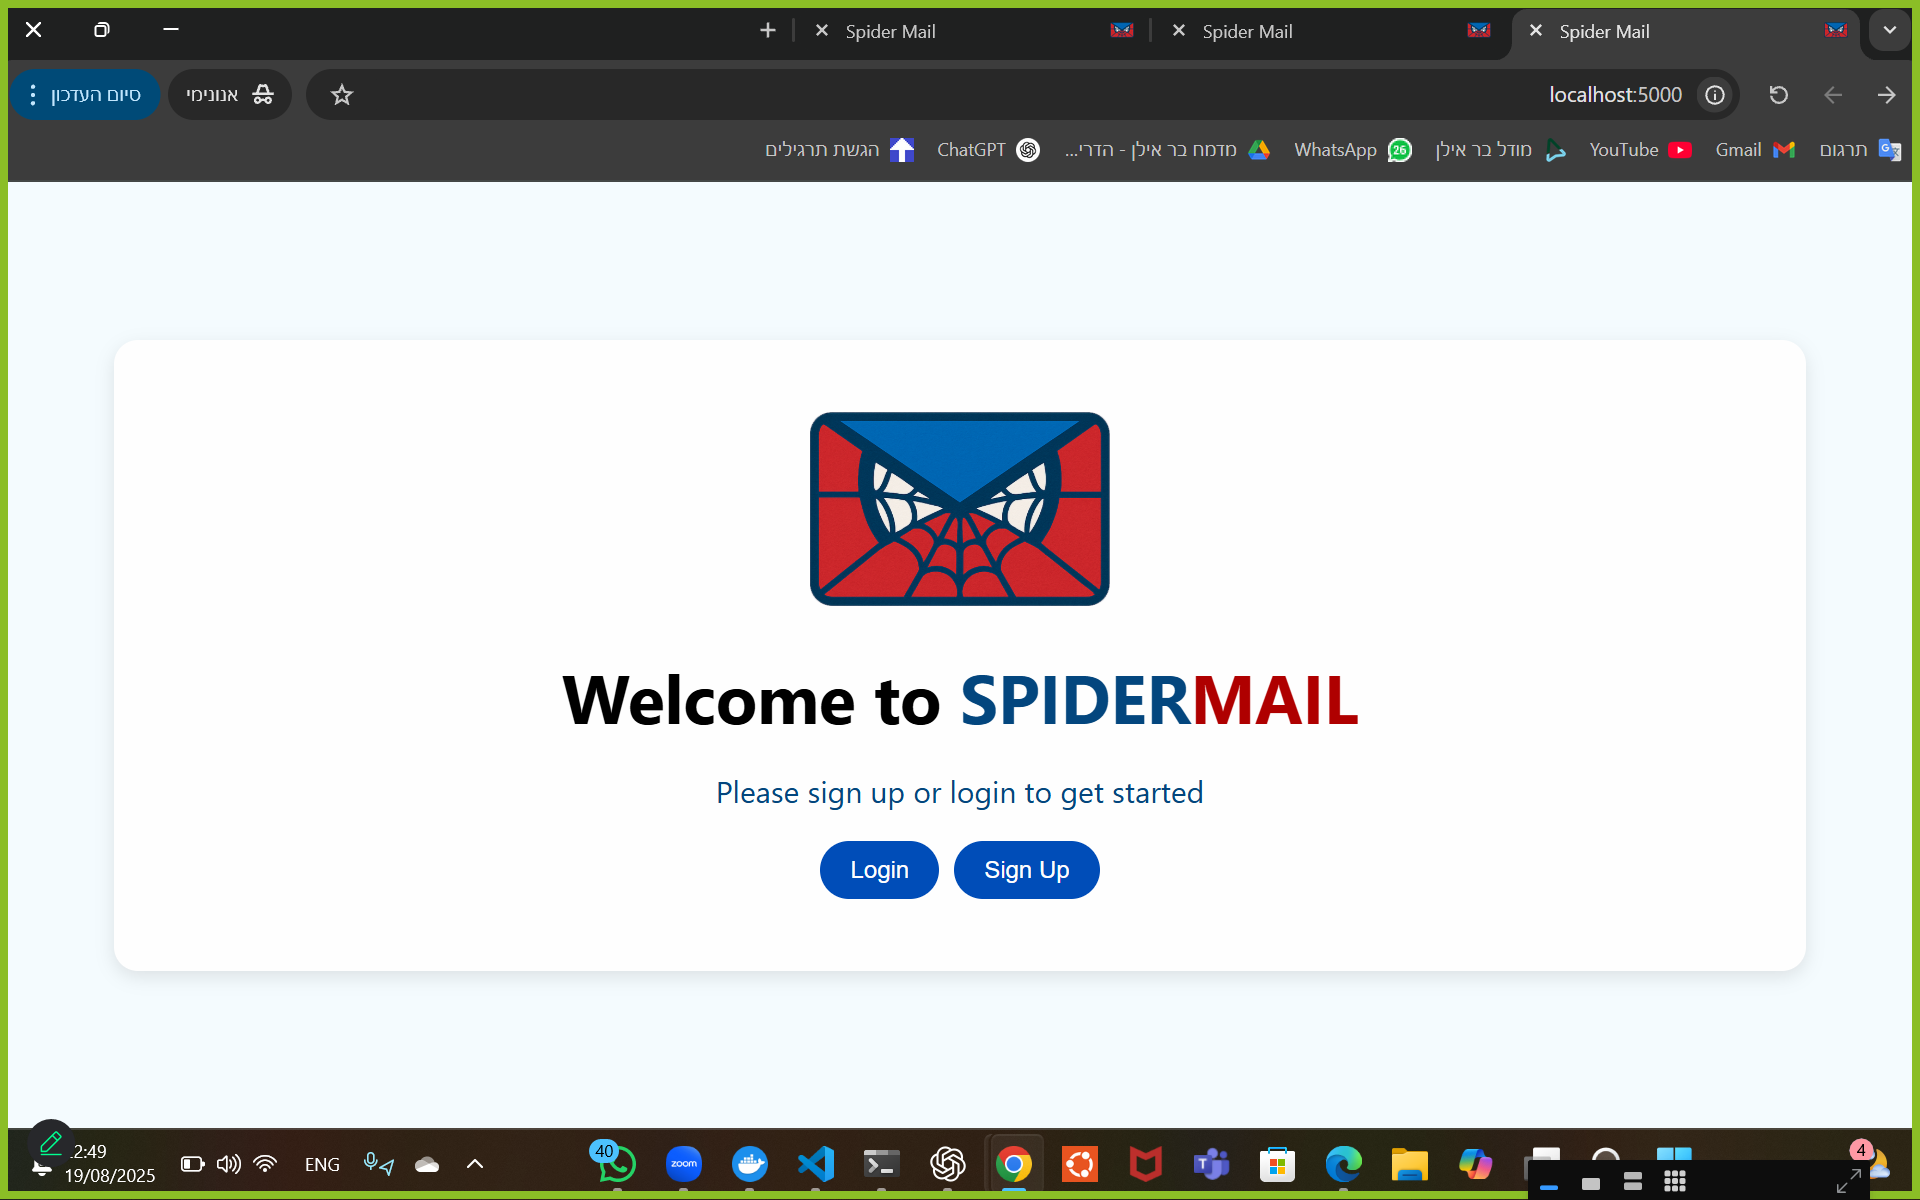 Spider Mail
Spider Mail
Spider Mail
סיום העדכון
אנונימי
localhost:5000
הגשת תרגילים
ChatGPT
מדמח בר אילן - הדרי...
WhatsApp
26
מודל בר אילן
YouTube
Gmail
תרגום
Welcome to SPIDERMAIL
Please sign up or login to get started
Login
Sign Up
2:49
19/08/2025
ENG
40
zoom
4